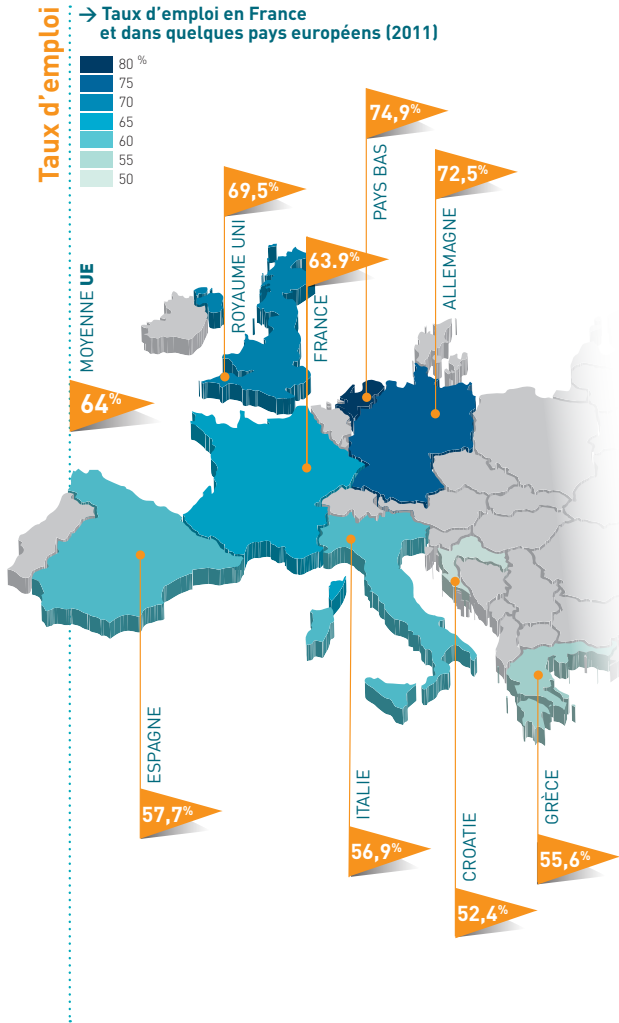 Taux d'emploi
→ Taux d'emploi en France
et dans quelques pays européens (2011)
80 %
75
70
65
60
55
50
74,9%
PAYS BAS
72,5%
ALLEMAGNE
69,5%
ROYAUME UNI
63.9%
FRANCE
MOYENNE UE
64%
ESPAGNE
57,7%
ITALIE
56,9%
CROATIE
52,4%
GRÈCE
55,6%